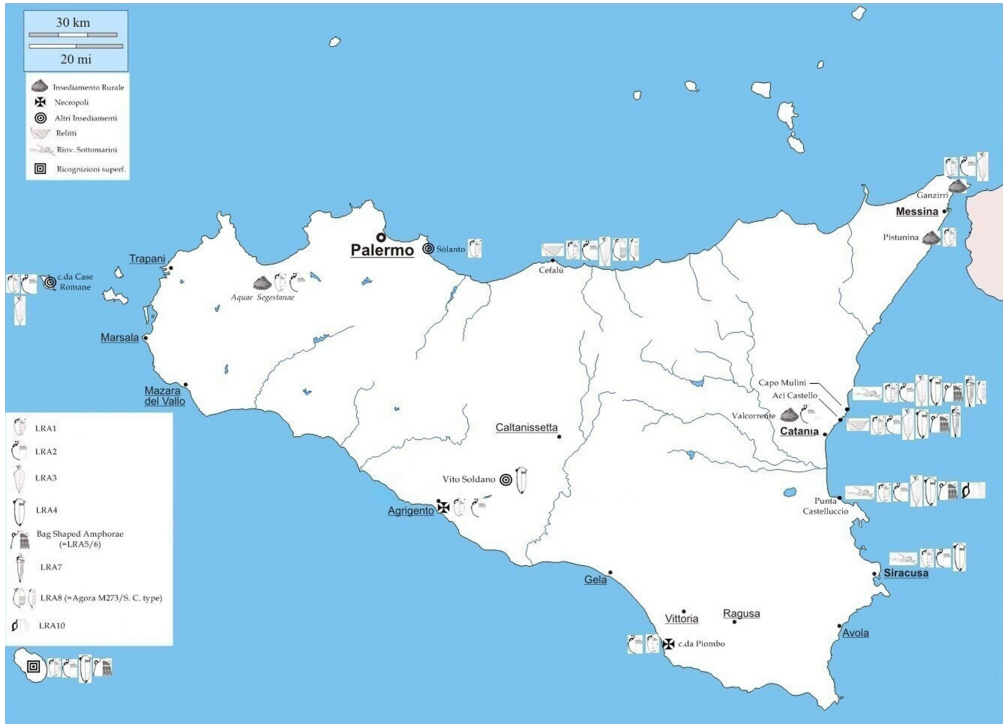 30 km
20 mi
Insediamento Rurale
Necropoli
Altri Insediamenti
Relitti
Rinv. Sottomarini
Ricognizioni superf.
Ganzirri
Messina
Pistunina
Palermo
Sòlanto
Cefalù
Trapani
c.da Case
Romane
Aquae Segestanae
Marsala
Mazara
del Vallo
Capo Mulini
Aci Castello
Valcorrente
Catania
Caltanissetta
Vito Soldano
Agrigento
Punta
Castelluccio
Siracusa
Gela
Vittoria
Ragusa
Avola
c.da Piombo
LRA1
LRA2
LRA3
LRA4
Bag Shaped Amphorae
(=LRA5/6)
LRA7
LRA8 (=Agora M273/S. C. type)
LRA10